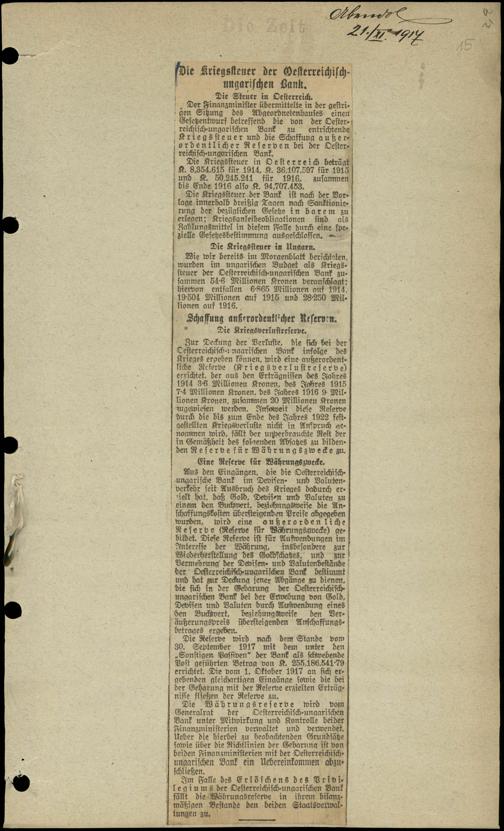 Die Zeit
Abend
21./XI 1917
15
Die Kriegssteuer der Oesterreichisch-
ungarischen Bank.
Die Steuer in Oesterreich.
Der Finanzminister übermittelte in der gestri-
gen Sitzung des Abgeordnetenhauses einen
Gesetzentwurf betreffend die von der Oester-
reichisch-ungarischen Bank zu entrichtende
Kriegssteuer und die Schaffung außer-
ordentlicher Reserven bei der Oester-
reichisch-ungarischen Bank.
Die Kriegssteuer in Oesterreich beträgt
K. 8,354.615 für 1914, K. 36,107.597 für 1915
und K. 50,245.241 für 1916, zusammen
bis Ende 1916 also K. 94,707.453.
Die Kriegssteuer der Bank ist nach der Vor-
lage innerhalb dreißig Tagen nach Sanktionie-
rung der bezüglichen Gesetze in barem zu
erlegen; Kriegsanleiheobligationen sind als
Zahlungsmittel in diesem Falle durch eine spe-
zielle Gesetzesbestimmung ausgeschlossen. —
Die Kriegssteuer in Ungarn.
Wie wir bereits im Morgenblatt berichteten,
wurden im ungarischen Budget als Kriegs-
steuer der Oesterreichisch-ungarischen Bank zu-
sammen 54·6 Millionen Kronen veranschlagt;
hiervon entfallen 6·865 Millionen auf 1914,
19·504 Millionen auf 1915 und 28·250 Mil-
lionen auf 1916.
Schaffung außerordentlicher Reserven.
Die Kriegsverlustreserve.
Zur Deckung der Verluste, die sich bei der
Oesterreichisch-ungarischen Bank infolge des
Krieges ergeben können, wird eine außerordent-
liche Reserve (Kriegsverlustreserve)
errichtet, der aus den Erträgnissen des Jahres
1914 3·6 Millionen Kronen, des Jahres 1915
7·4 Millionen Kronen, des Jahres 1916 9 Mil-
lionen Kronen, zusammen 20 Millionen Kronen
zugewiesen werden. Insoweit diese Reserve
durch die bis zum Ende des Jahres 1922 fest-
gestellten Kriegsverluste nicht in Anspruch ge-
nommen wird, fällt der unverbrauchte Rest der
in Gemäßheit des folgenden Absatzes zu bilden-
den Reserve für Währungszwecke zu.
Eine Reserve für Währungszwecke.
Aus den Eingängen, die die Oesterreichisch-
ungarische Bank im Devisen- und Valuten-
verkehr seit Ausbruch des Krieges dadurch er-
zielt hat, daß Gold, Devisen und Valuten zu
einem den Buchwert, beziehungsweise die An-
schaffungskosten übersteigenden Preise abgegeben
wurden, wird eine außerordentliche
Reserve (Reserve für Währungszwecke) ge-
bildet. Diese Reserve ist für Aufwendungen im
Interesse der Währung, insbesondere zur
Wiederherstellung des Goldschatzes, und zur
Vermehrung der Devisen- und Valutenbestände
der Oesterreichisch-ungarischen Bank bestimmt
und hat zur Deckung jener Abgänge zu dienen,
die sich in der Gebarung der Oesterreichisch-
ungarischen Bank bei der Erwerbung von Gold,
Devisen und Valuten durch Aufwendung eines
den Buchwert, beziehungsweise den Ver-
äußerungspreis übersteigenden Anschaffungs-
betrages ergeben.
Die Reserve wird nach dem Stande vom
30. September 1917 mit dem unter den
„Sonstigen Passiven“ der Bank als schwebende
Post geführten Betrag von K. 255,186.541·79
errichtet. Die vom 1. Oktober 1917 an sich er-
gebenden gleichartigen Eingänge sowie die bei
der Gebarung mit der Reserve erzielten Erträg-
nisse fließen der Reserve zu.
Die Währungsreserve wird vom
Generalrat der Oesterreichisch-ungarischen
Bank unter Mitwirkung und Kontrolle beider
Finanzministerien verwaltet und verwendet.
Ueber die hierbei zu beobachtenden Grundsätze
sowie über die Richtlinien der Gebarung ist von
beiden Finanzministerien mit der Oesterreichisch-
ungarischen Bank ein Uebereinkommen abzu-
schließen.
Im Falle des Erlöschens des Privi-
legiums der Oesterreichisch-ungarischen Bank
fällt die Währungsreserve in ihrem bilanz-
mäßigen Bestande den beiden Staatsverwal-
tungen zu.